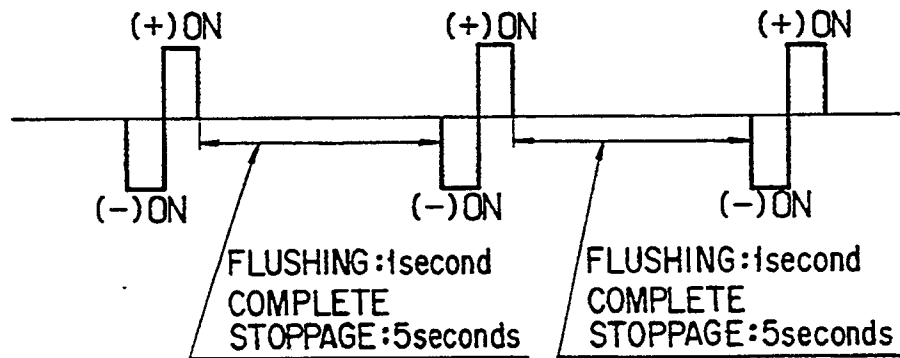 (+)ON (+)ON (+)ON
(-)ON (-)ON (-)ON
FLUSHING:1second
COMPLETE
STOPPAGE:5seconds
FLUSHING:1second
COMPLETE
STOPPAGE:5seconds